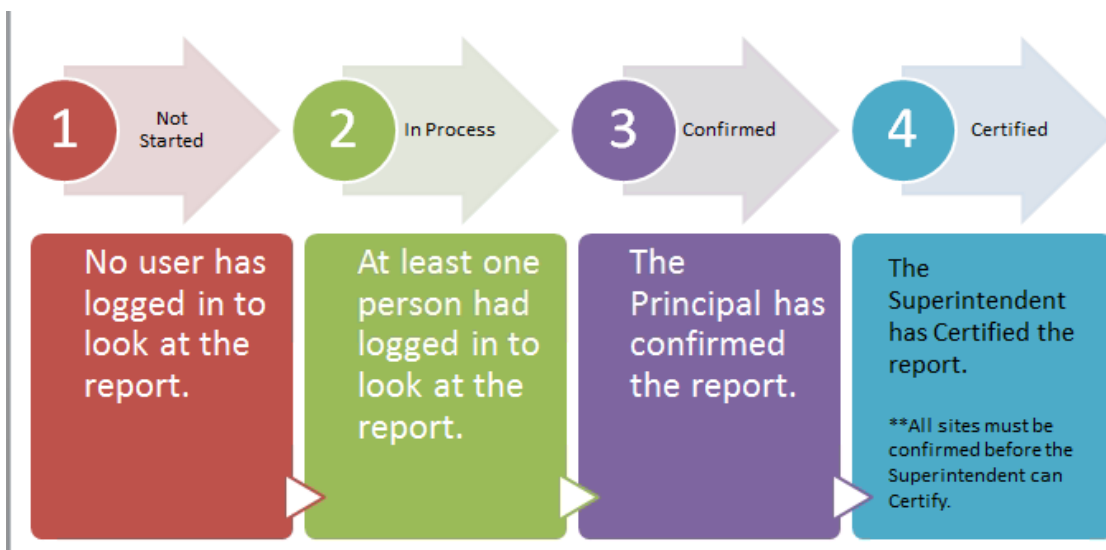 1
Not
Started
2
In Process
3
Confirmed
4
Certified
No user has
logged in to
look at the
report.
At least one
person had
logged in to
look at the
report.
The
Principal has
confirmed
the report.
The
Superintendent
has Certified the
report.
**All sites must be
confirmed before the
Superintendent can
Certify.